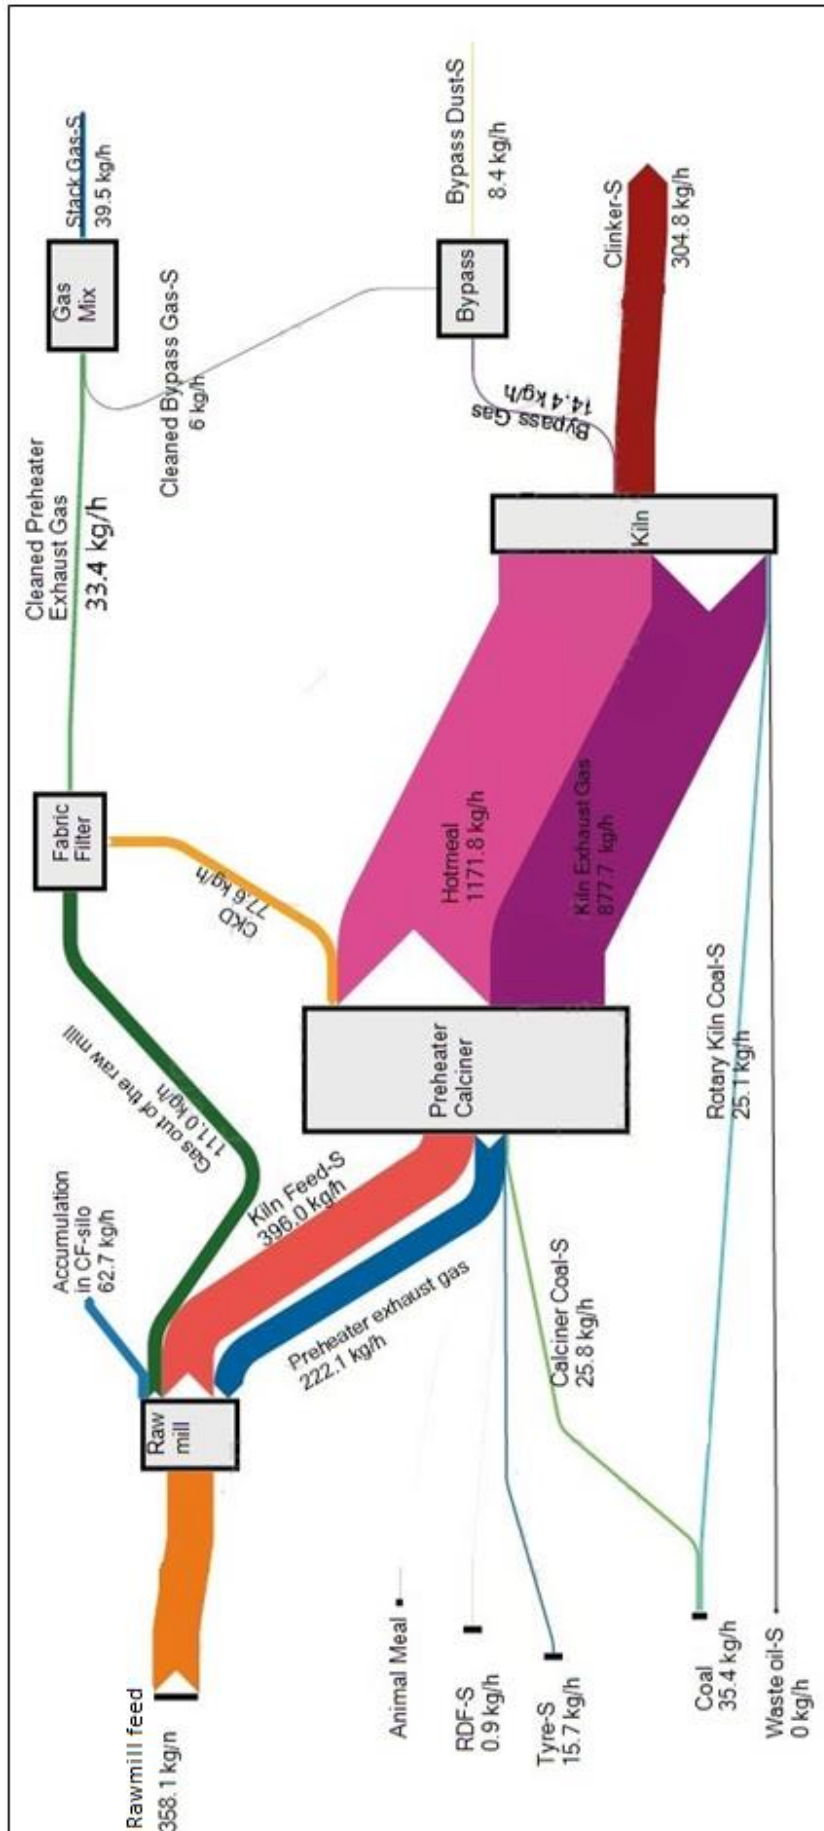 Rawmill feed
358.1 kg/n
Raw
mill
Accumulation
in CF-silo
62.7 kg/h
Gas out of the raw mill
111.0 kg/h
Kiln Feed-S
396.0 kg/h
Preheater exhaust gas
222.1 kg/h
Animal Meal
RDF-S
0.9 kg/h
Tyre-S
15.7 kg/h
Coal
35.4 kg/h
Waste oil-S
0 kg/h
Calciner Coal-S
25.8 kg/h
Rotary Kiln Coal-S
25.1 kg/h
Preheater
Calciner
Fabric
Filter
CKD
77.6 kg/h
Hotmeal
1171.8 kg/h
Kiln Exhaust Gas
877.7 kg/h
Cleaned Preheater
Exhaust Gas
33.4 kg/h
Kiln
Cleaned Bypass Gas-S
6 kg/h
Bypass Gas
14.4 kg/h
Gas
Mix
Bypass
Stack Gas-S
39.5 kg/h
Bypass Dust-S
8.4 kg/h
Clinker-S
304.8 kg/h